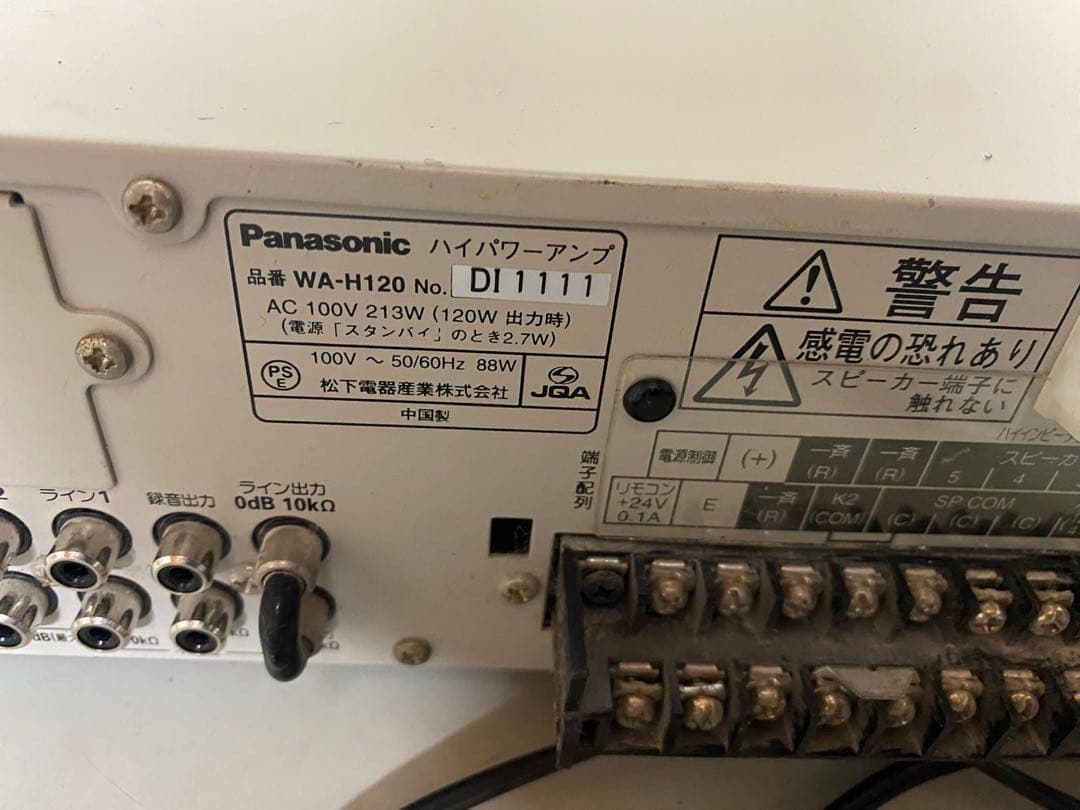 Panasonic ハイパワーアンプ
品番 WA-H120 No. DI1111
AC 100V 213W (120W 出力時)
(電源「スタンバイ」のとき2.7W)
PS E
100V ～ 50/60Hz 88W
松下電器産業株式会社
JQA
中国製
警告
感電の恐れあり
スピーカー端子に
触れない
端子配列
電源制御 (+) 一斉(R) 一斉(R) 5 スピーカ 4
リモコン +24V 0.1A E 一斉(R) K2 (COM) (C) SP COM (C) (C)
ライン1
録音出力
ライン出力
0dB 10kΩ